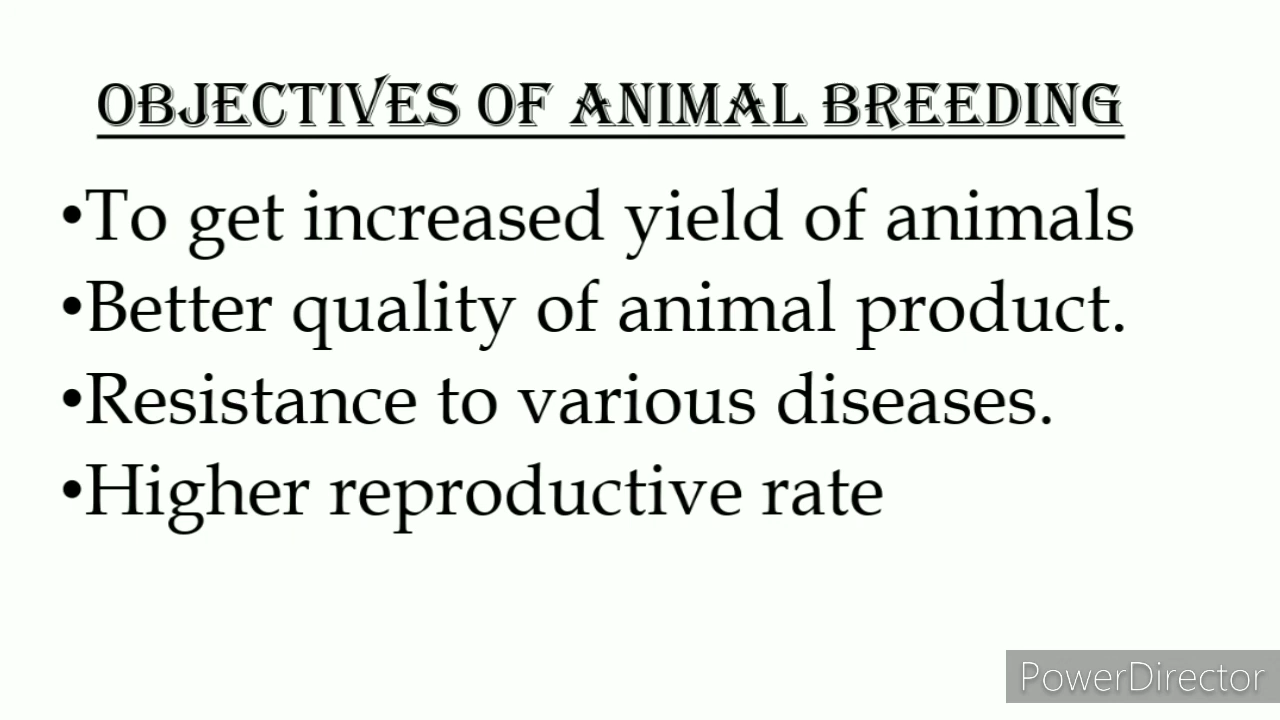 OBJECTIVES OF ANIMAL BREEDING
•To get increased yield of animals
•Better quality of animal product.
•Resistance to various diseases.
•Higher reproductive rate
PowerDirector